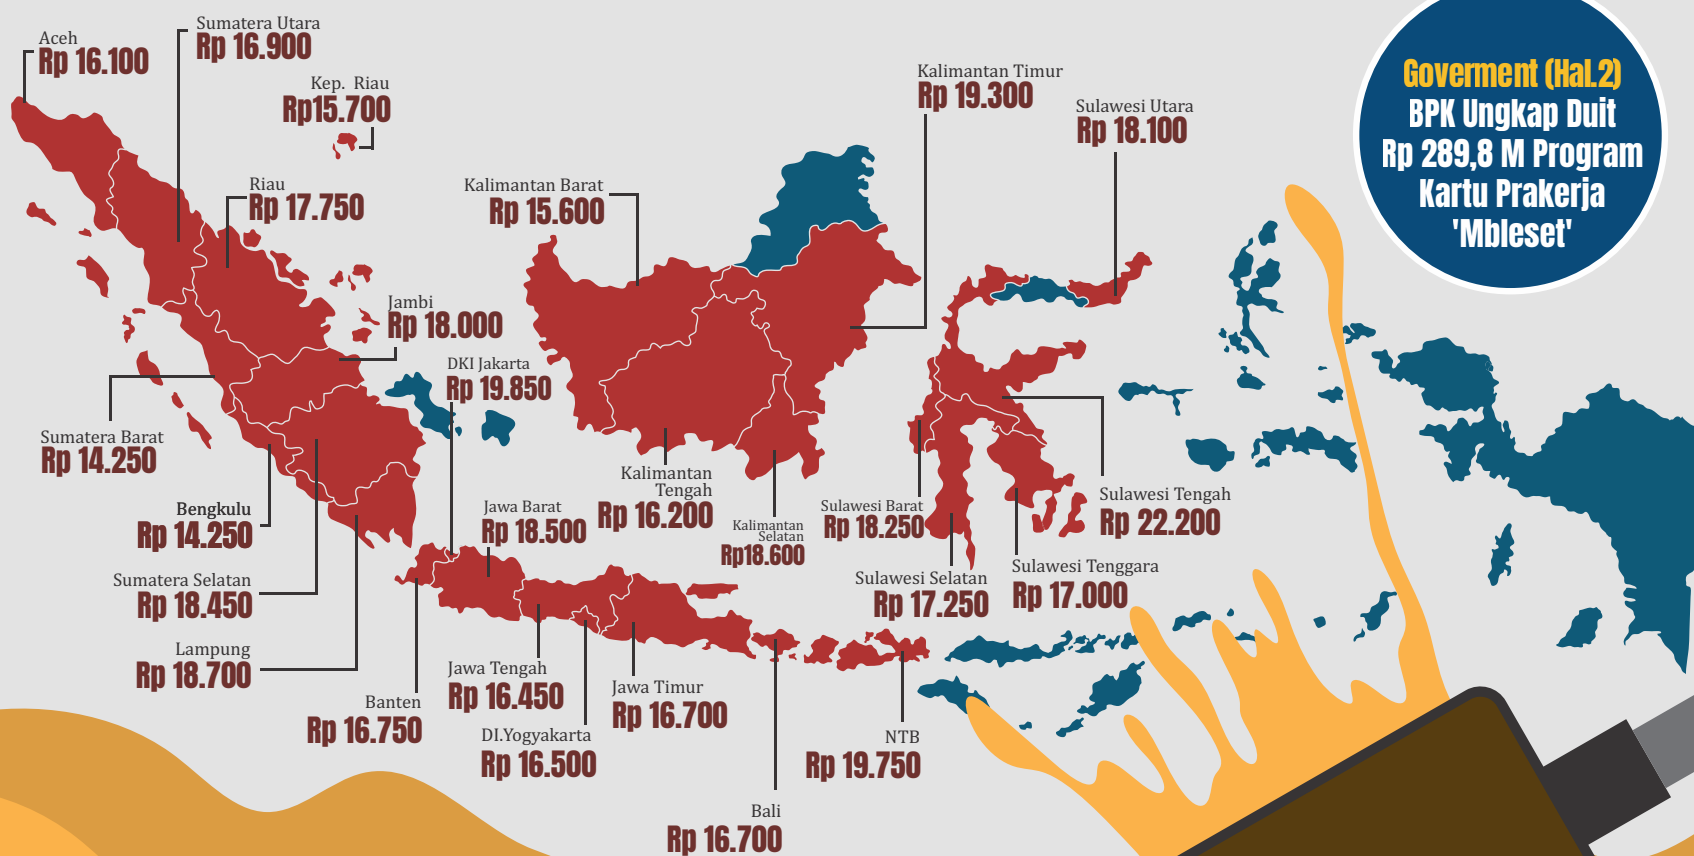 Aceh
Rp 16.100
Sumatera Utara
Rp 16.900
Kep. Riau
Rp15.700
Riau
Rp 17.750
Jambi
Rp 18.000
DKI Jakarta
Rp 19.850
Sumatera Barat
Rp 14.250
Bengkulu
Rp 14.250
Sumatera Selatan
Rp 18.450
Lampung
Rp 18.700
Banten
Rp 16.750
Jawa Barat
Rp 18.500
Jawa Tengah
Rp 16.450
DI.Yogyakarta
Rp 16.500
Jawa Timur
Rp 16.700
Bali
Rp 16.700
NTB
Rp 19.750
Kalimantan Barat
Rp 15.600
Kalimantan
Tengah
Rp 16.200
Kalimantan
Selatan
Rp18.600
Kalimantan Timur
Rp 19.300
Sulawesi Utara
Rp 18.100
Sulawesi Barat
Rp 18.250
Sulawesi Selatan
Rp 17.250
Sulawesi Tenggara
Rp 17.000
Sulawesi Tengah
Rp 22.200
Goverment (Hal.2)
BPK Ungkap Duit
Rp 289,8 M Program
Kartu Prakerja
'Mbleset'